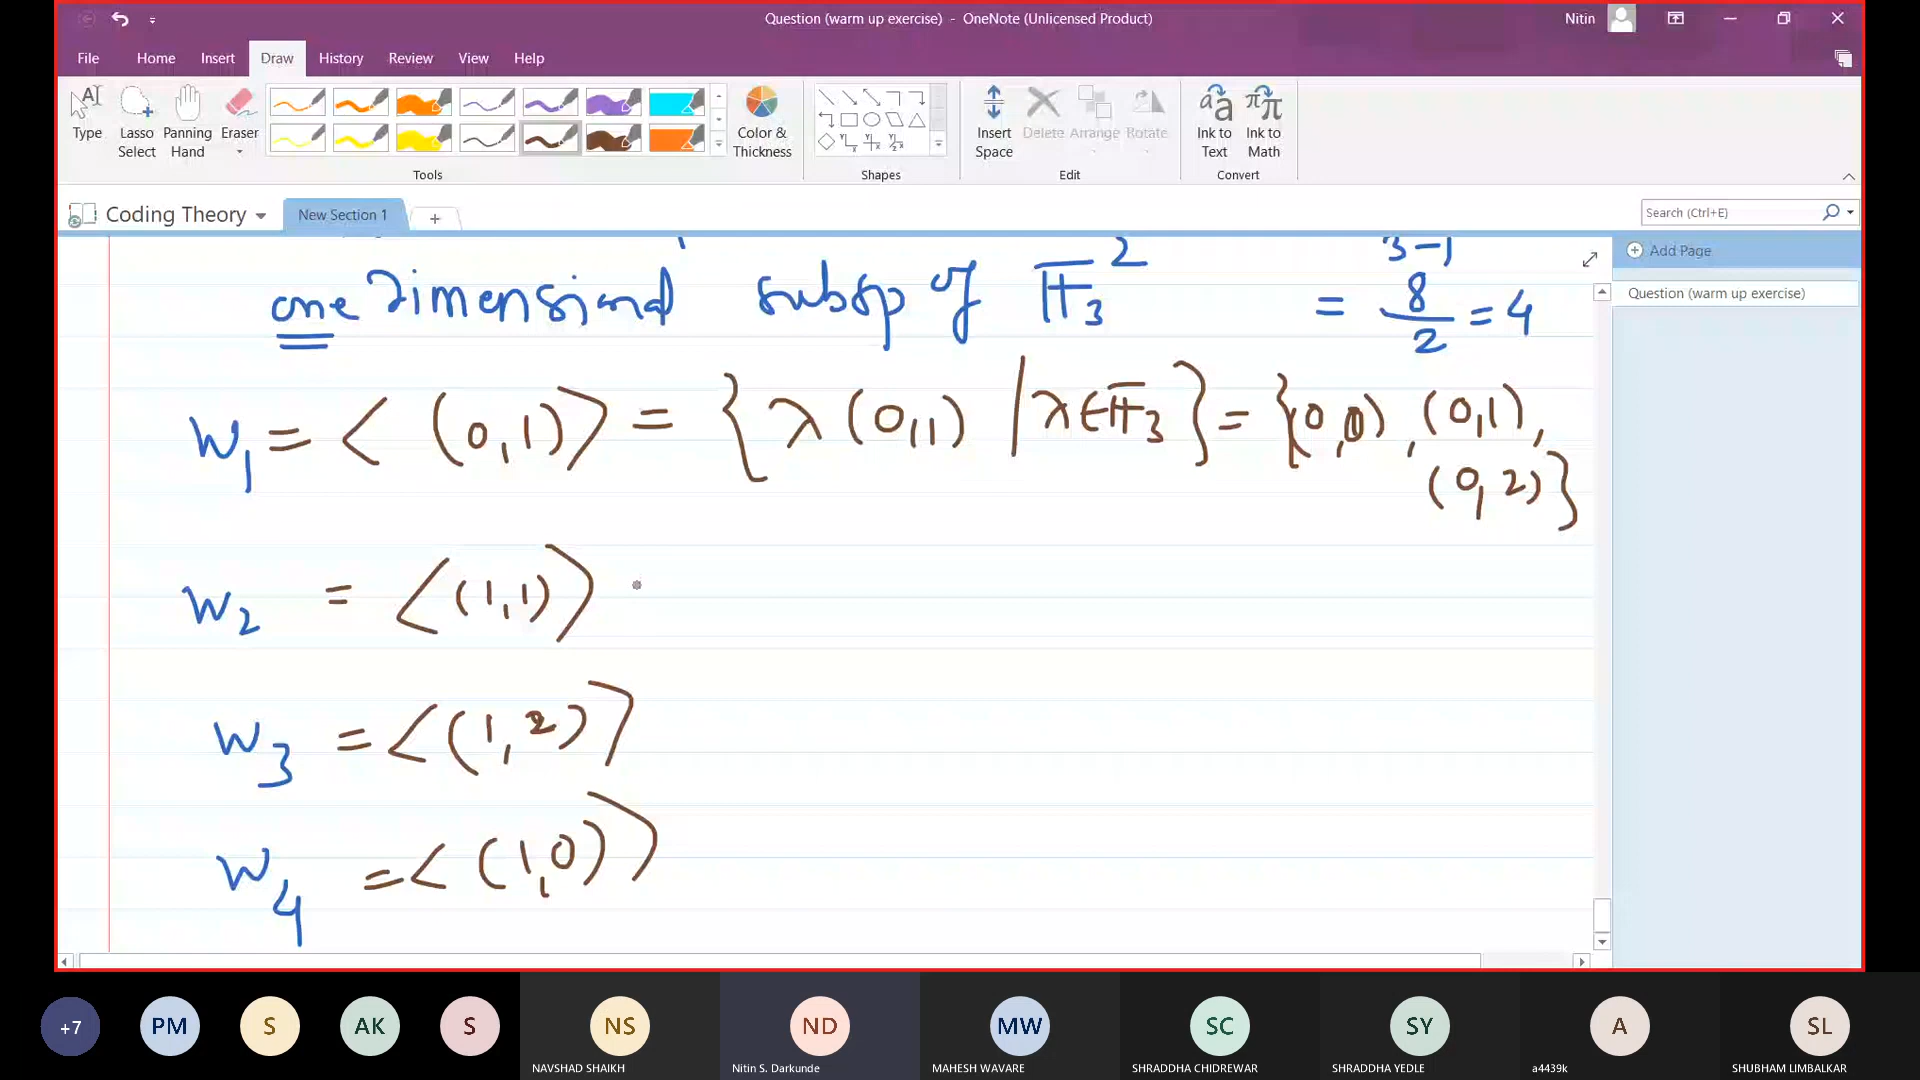 Question (warm up exercise) - OneNote (Unlicensed Product)
Nitin
File Home Insert Draw History Review View Help
Type
Lasso Select
Panning Hand
Eraser
Color & Thickness
Insert Space
Delete
Arrange
Rotate
Ink to Text
Ink to Math
Tools
Shapes
Edit
Convert
Coding Theory
New Section 1
+
Search (Ctrl+E)
Add Page
Question (warm up exercise)
3-1
one dimensional subsp of F₃² = 8/2 = 4
W₁ = < (0,1) > = { λ (0,1) | λ ∈ F₃ } = { (0,0), (0,1),
(0,2) }
W₂ = < (1,1) >
W₃ = < (1,2) >
W₄ = < (1,0) >
+7 PM S AK S NS ND MW SC SY A SL
NAVSHAD SHAIKH Nitin S. Darkunde MAHESH WAVARE SHRADDHA CHIDREWAR SHRADDHA YEDLE a4439k SHUBHAM LIMBALKAR